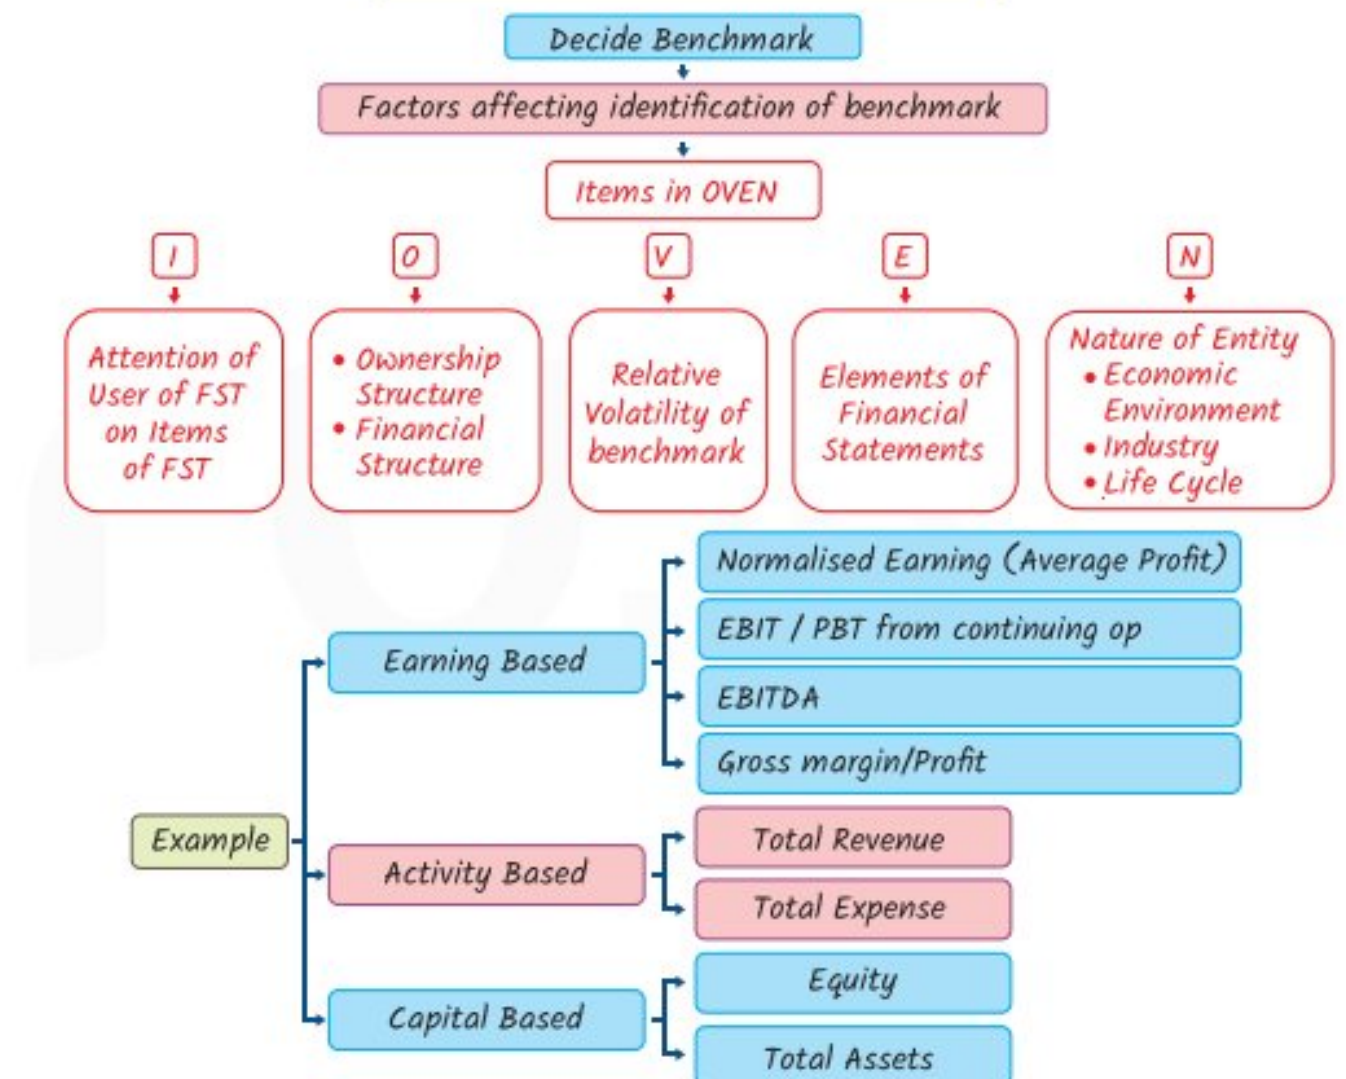 Decide Benchmark
Factors affecting identification of benchmark
Items in OVEN
I
Attention of
User of FST
on Items
of FST
O
• Ownership
Structure
• Financial
Structure
V
Relative
Volatility of
benchmark
E
Elements of
Financial
Statements
N
Nature of Entity
• Economic
Environment
• Industry
• Life Cycle
Example
Earning Based
Normalised Earning (Average Profit)
EBIT / PBT from continuing op
EBITDA
Gross margin/Profit
Activity Based
Total Revenue
Total Expense
Capital Based
Equity
Total Assets